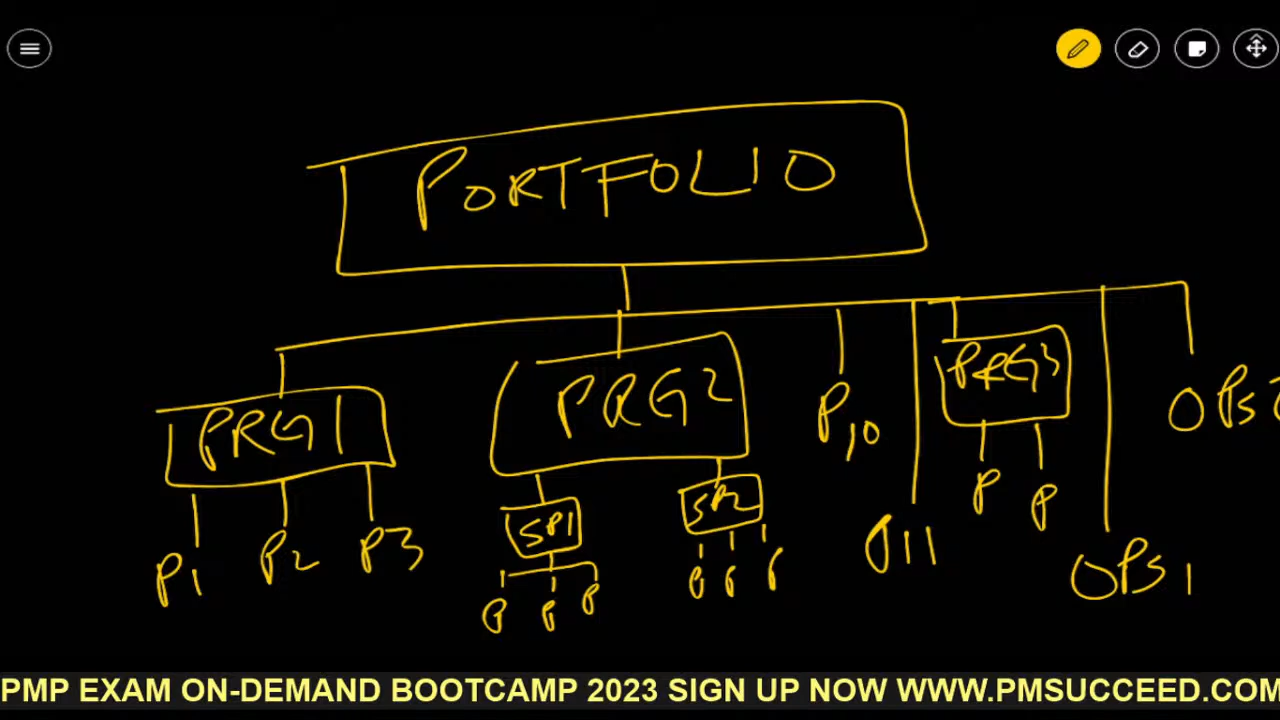 PORTFOLIO
PRG1
PRG2
PRG3
P10
OPS
P1
P2
P3
SP1
SP2
P
P
P11
OPS1
P
P
P
P
P
P
PMP EXAM ON-DEMAND BOOTCAMP 2023 SIGN UP NOW WWW.PMSUCCEED.COM